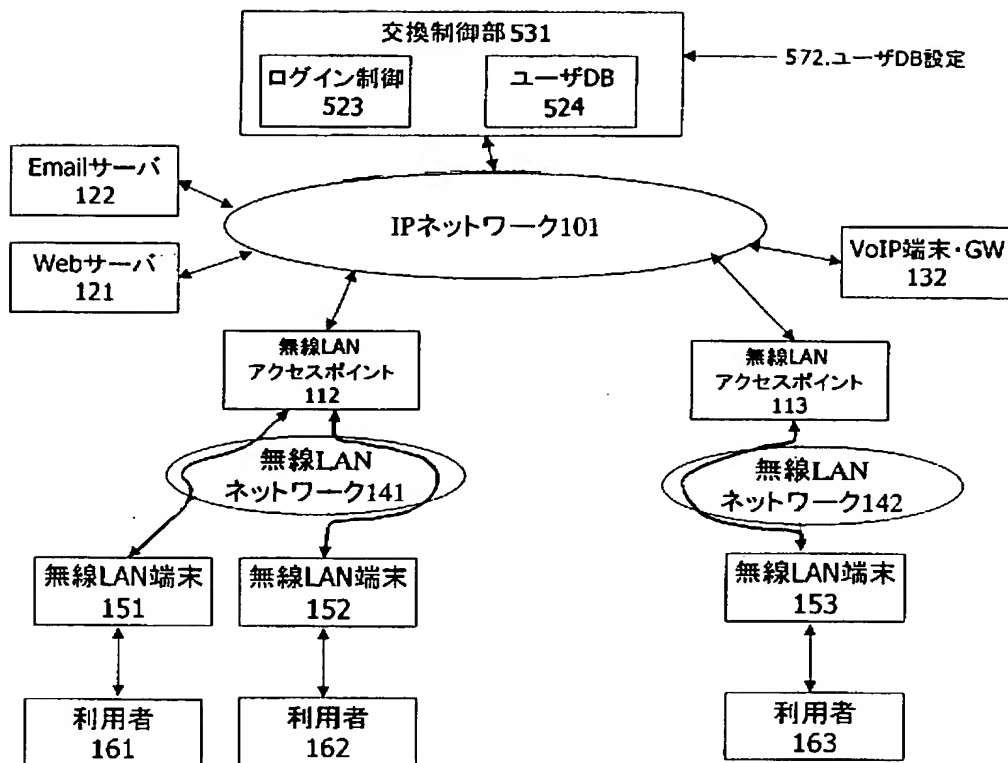 交換制御部 531
ログイン制御
523
ユーザDB
524
572.ユーザDB設定
Emailサーバ
122
IPネットワーク101
Webサーバ
121
VoIP端末・GW
132
無線LAN
アクセスポイント
112
無線LAN
アクセスポイント
113
無線LAN
ネットワーク141
無線LAN
ネットワーク142
無線LAN端末
151
無線LAN端末
152
無線LAN端末
153
利用者
161
利用者
162
利用者
163